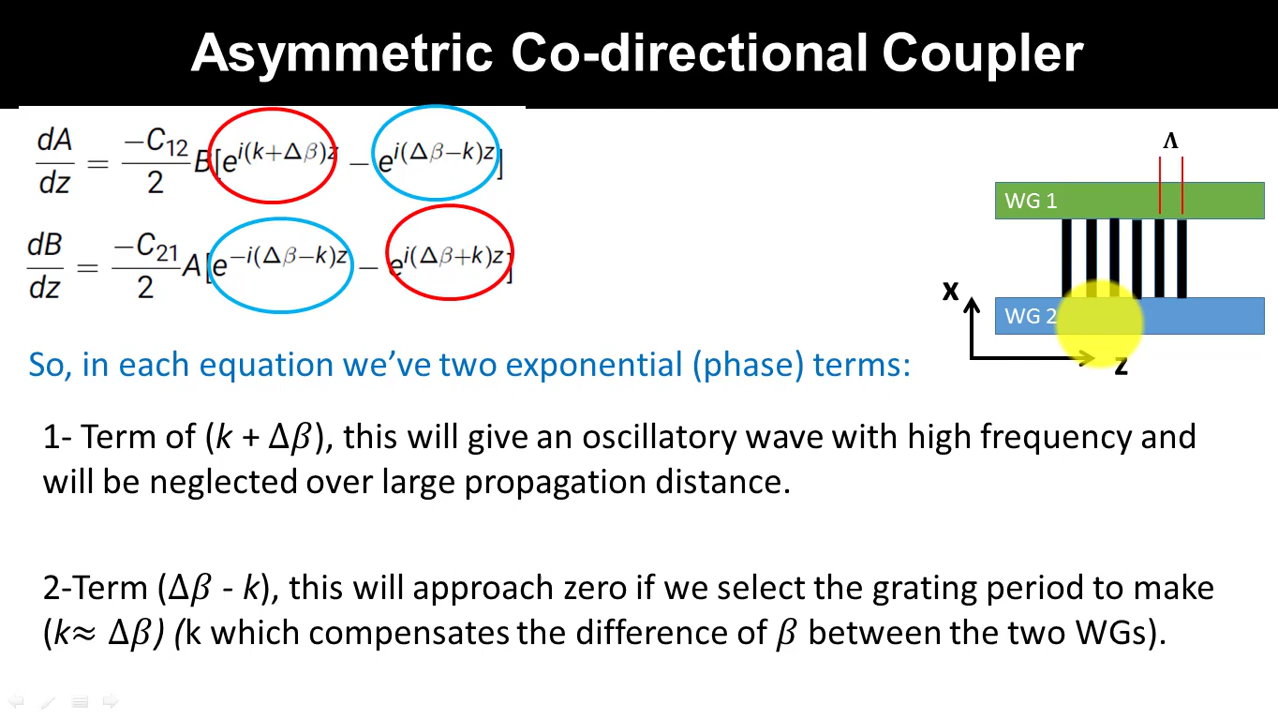 Asymmetric Co-directional Coupler
dA/dz = −C₁₂/2 B[e^{i(k+Δβ)z} − e^{i(Δβ−k)z}]
dB/dz = −C₂₁/2 A[e^{−i(Δβ−k)z} − e^{i(Δβ+k)z}]
Λ
WG 1
WG 2
x
z
So, in each equation we've two exponential (phase) terms:
1- Term of (k + Δβ), this will give an oscillatory wave with high frequency and
will be neglected over large propagation distance.
2-Term (Δβ - k), this will approach zero if we select the grating period to make
(k≈ Δβ) (k which compensates the difference of β between the two WGs).